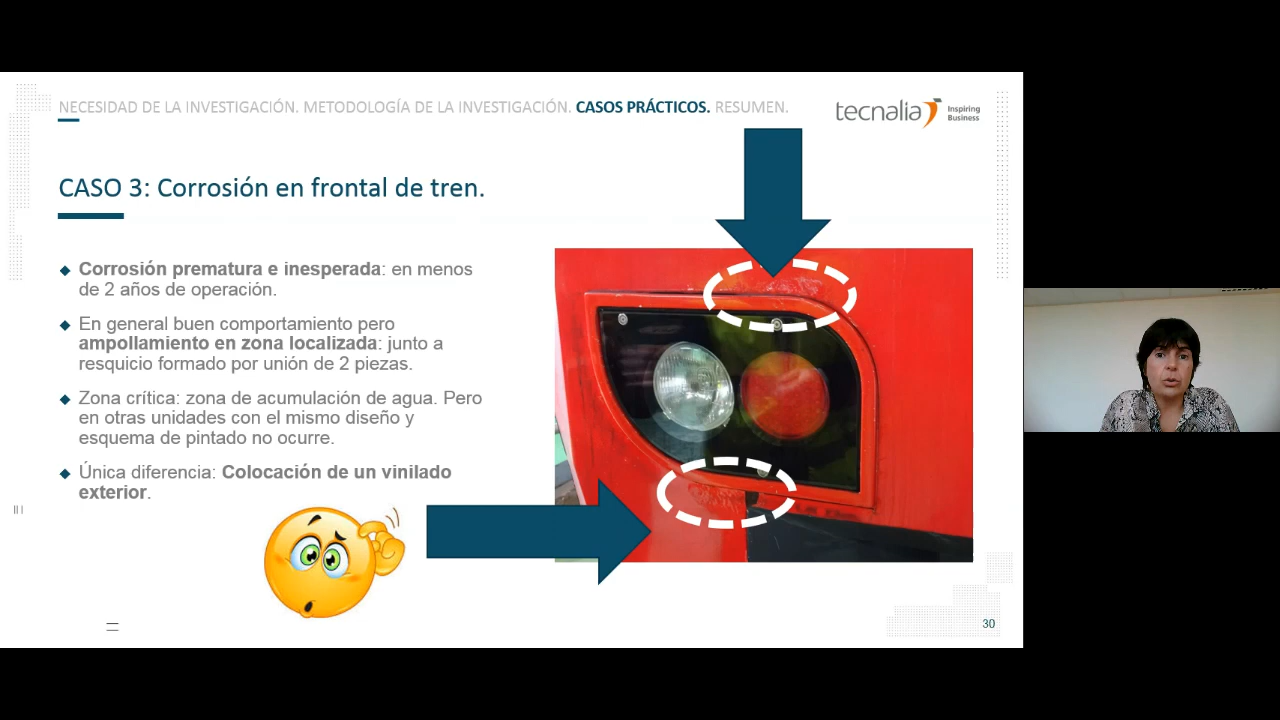 NECESIDAD DE LA INVESTIGACIÓN. METODOLOGÍA DE LA INVESTIGACIÓN. CASOS PRÁCTICOS. RESUMEN.
tecnalia
Inspiring
Business
CASO 3: Corrosión en frontal de tren.
Corrosión prematura e inesperada: en menos
de 2 años de operación.
En general buen comportamiento pero
ampollamiento en zona localizada: junto a
resquicio formado por unión de 2 piezas.
Zona crítica: zona de acumulación de agua. Pero
en otras unidades con el mismo diseño y
esquema de pintado no ocurre.
Única diferencia: Colocación de un vinilado
exterior.
30